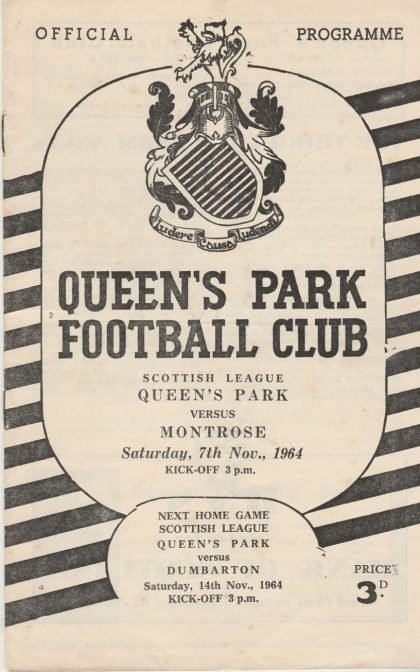 OFFICIAL PROGRAMME
Ludere Causa Ludendi
QUEEN'S PARK
FOOTBALL CLUB
SCOTTISH LEAGUE
QUEEN'S PARK
VERSUS
MONTROSE
Saturday, 7th Nov., 1964
KICK-OFF 3 p.m.
NEXT HOME GAME
SCOTTISH LEAGUE
QUEEN'S PARK
versus
DUMBARTON
Saturday, 14th Nov., 1964
KICK-OFF 3 p.m.
PRICE
3D.